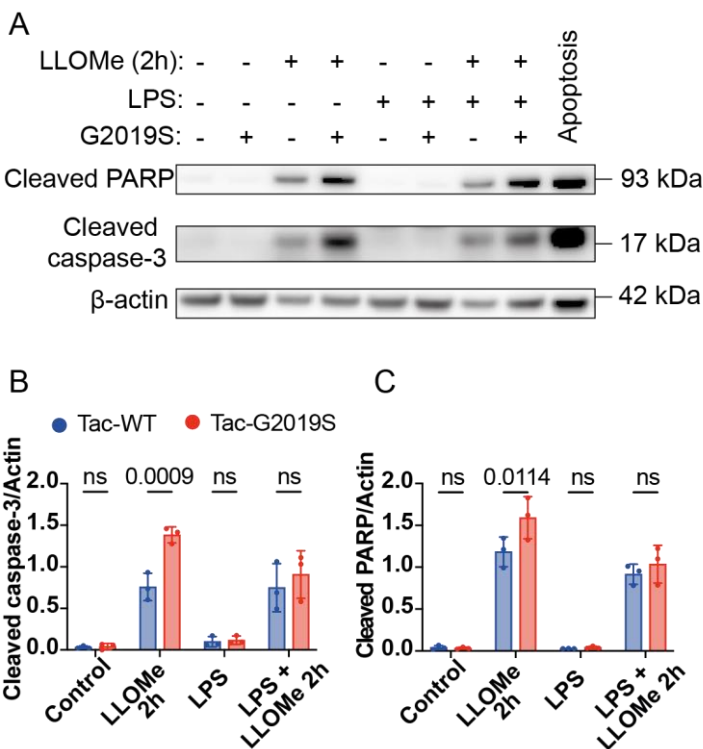 A
LLOMe (2h): - - + + - - + +
LPS: - - - - + + + +
G2019S: - + - + - + - +
Apoptosis
Cleaved PARP
93 kDa
Cleaved
caspase-3
17 kDa
β-actin
42 kDa
B
C
Tac-WT Tac-G2019S
Cleaved caspase-3/Actin
2.0
1.5
1.0
0.5
0.0
ns 0.0009 ns ns
Control
LLOMe
2h
LPS
LPS +
LLOMe 2h
Cleaved PARP/Actin
2.0
1.5
1.0
0.5
0.0
ns 0.0114 ns ns
Control
LLOMe
2h
LPS
LPS +
LLOMe 2h